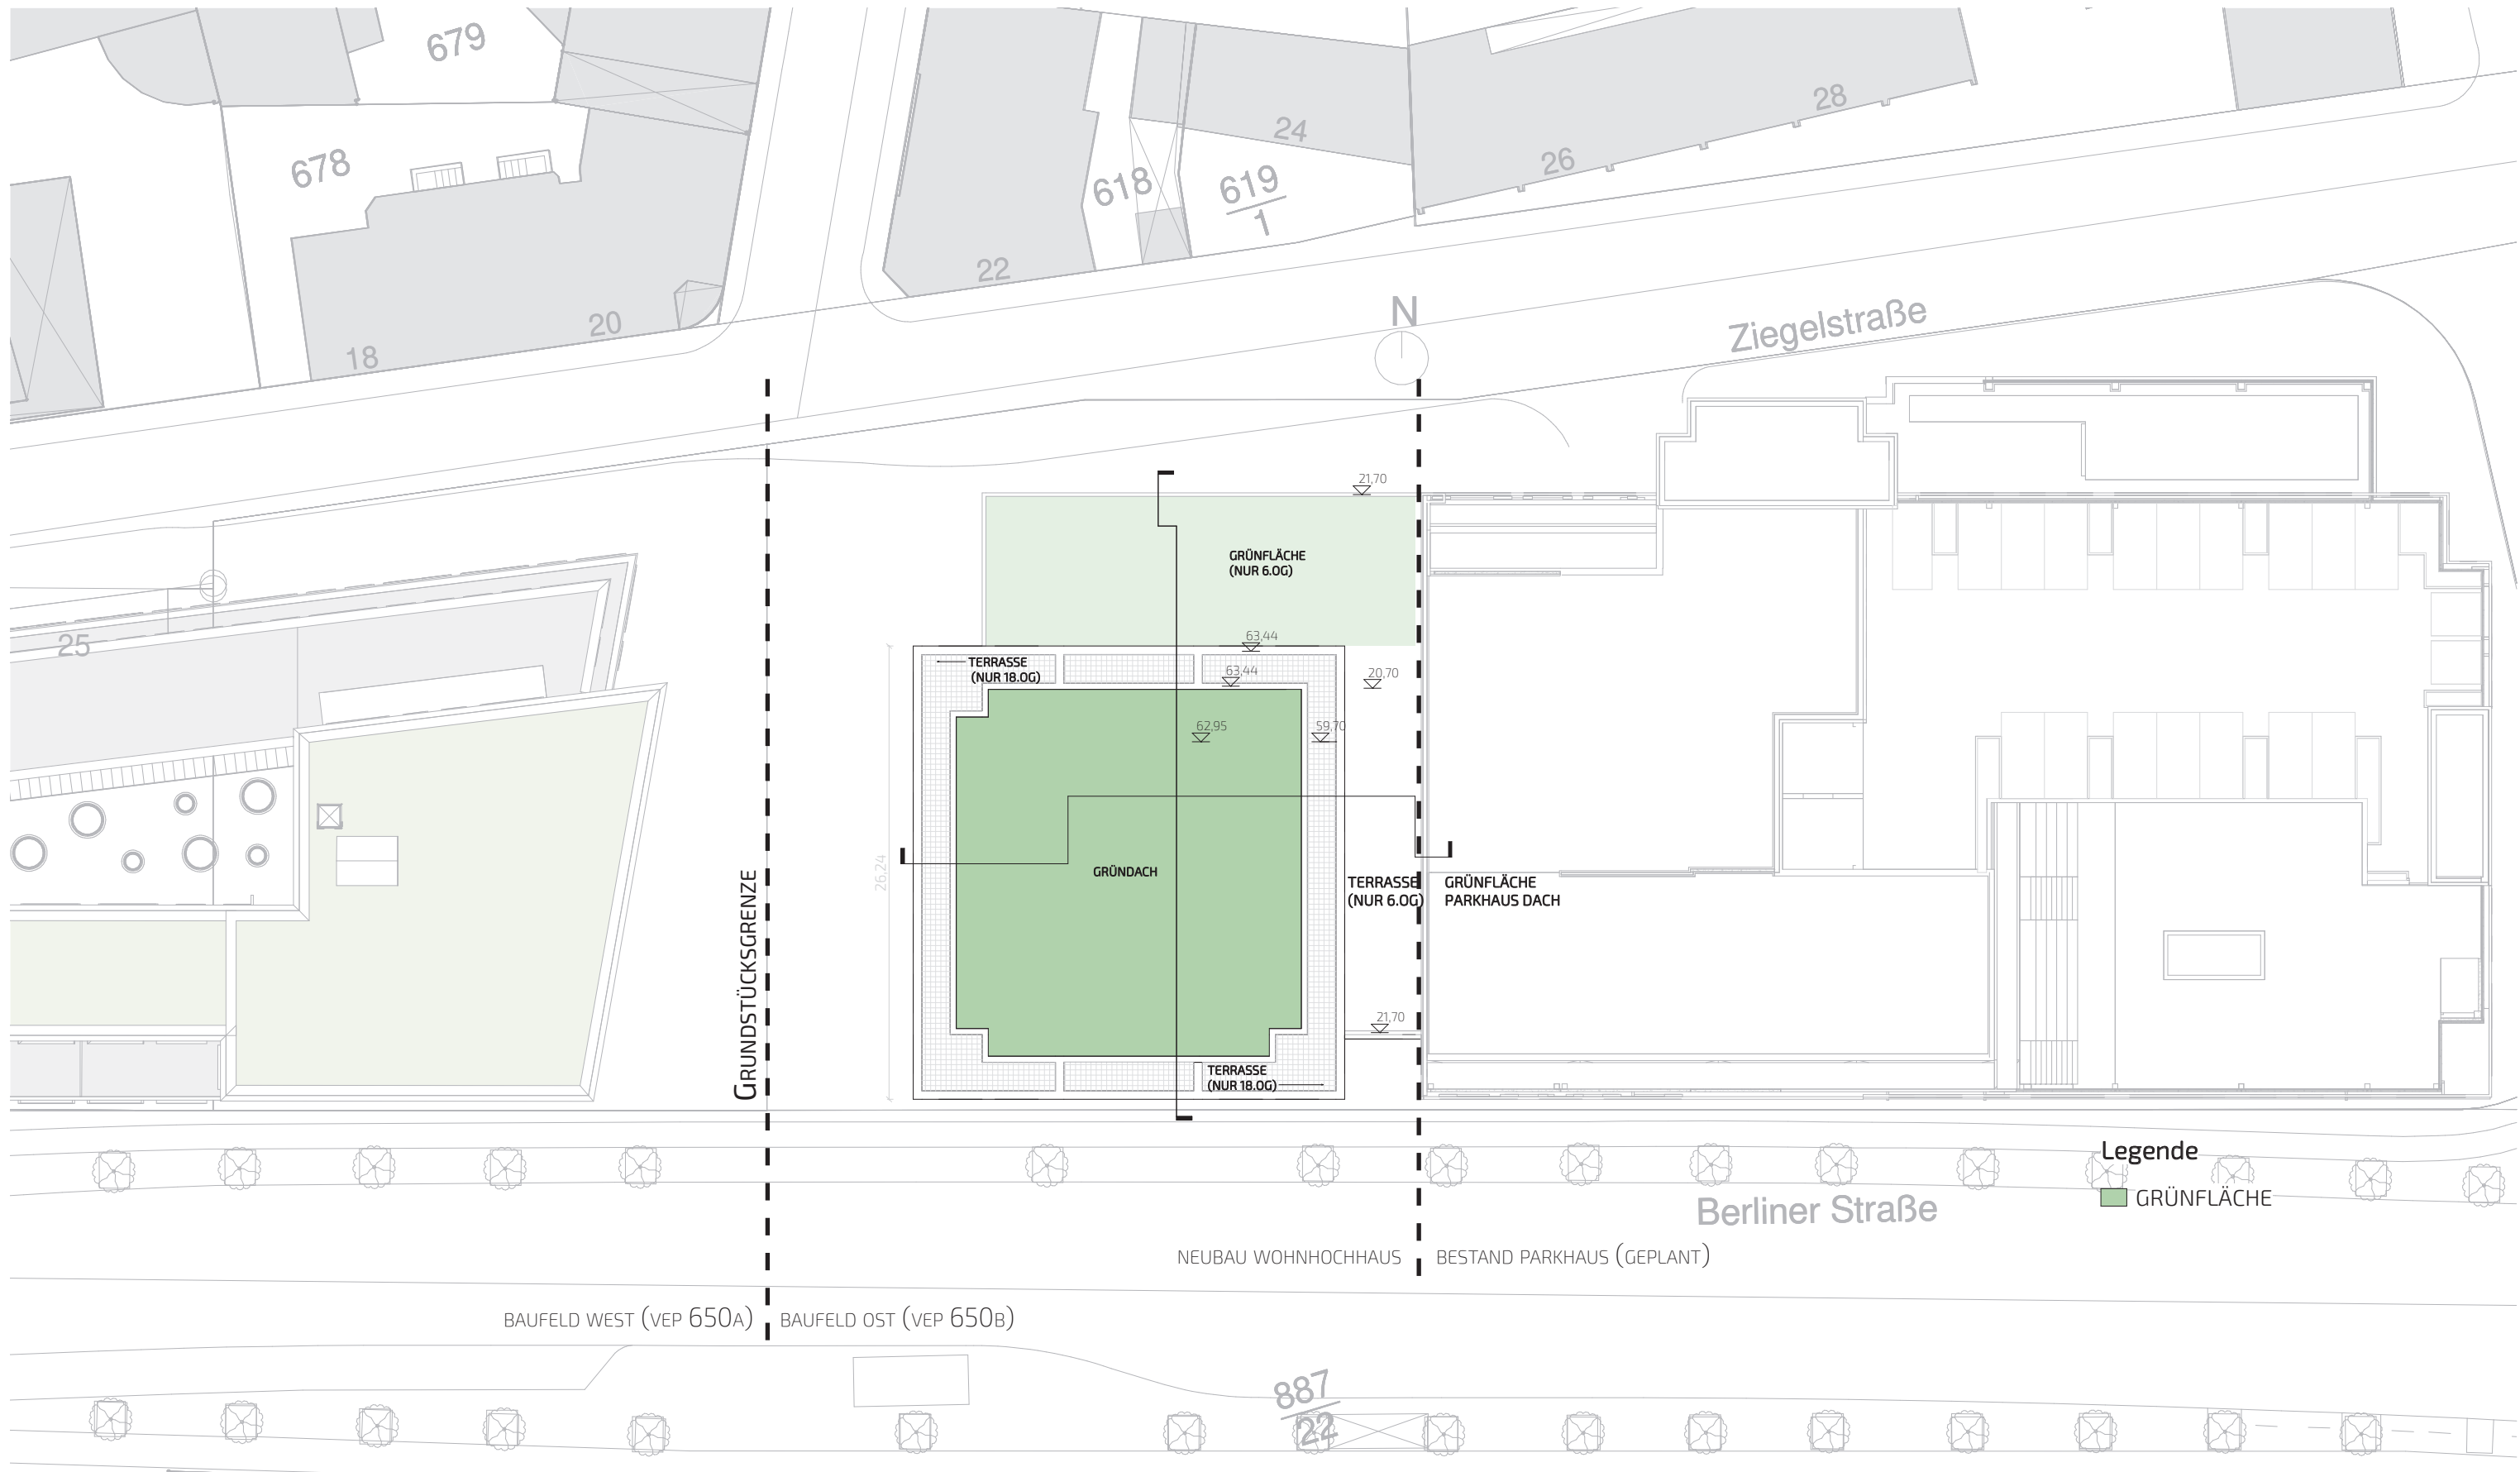 679
678
618
619
1
24
28
26
22
20
18
N
Ziegelstraße
21,70
GRÜNFLÄCHE
(NUR 6.OG)
25
63,44
TERRASSE
(NUR 18.OG)
63,44
20,70
62,95
59,70
26,24
GRÜNDACH
GRUNDSTÜCKSGRENZE
TERRASSE
(NUR 6.OG)
GRÜNFLÄCHE
PARKHAUS DACH
21,70
TERRASSE
(NUR 18.OG)
Legende
GRÜNFLÄCHE
Berliner Straße
NEUBAU WOHNHOCHHAUS
BESTAND PARKHAUS (GEPLANT)
BAUFELD WEST (VEP 650A)
BAUFELD OST (VEP 650B)
887
22